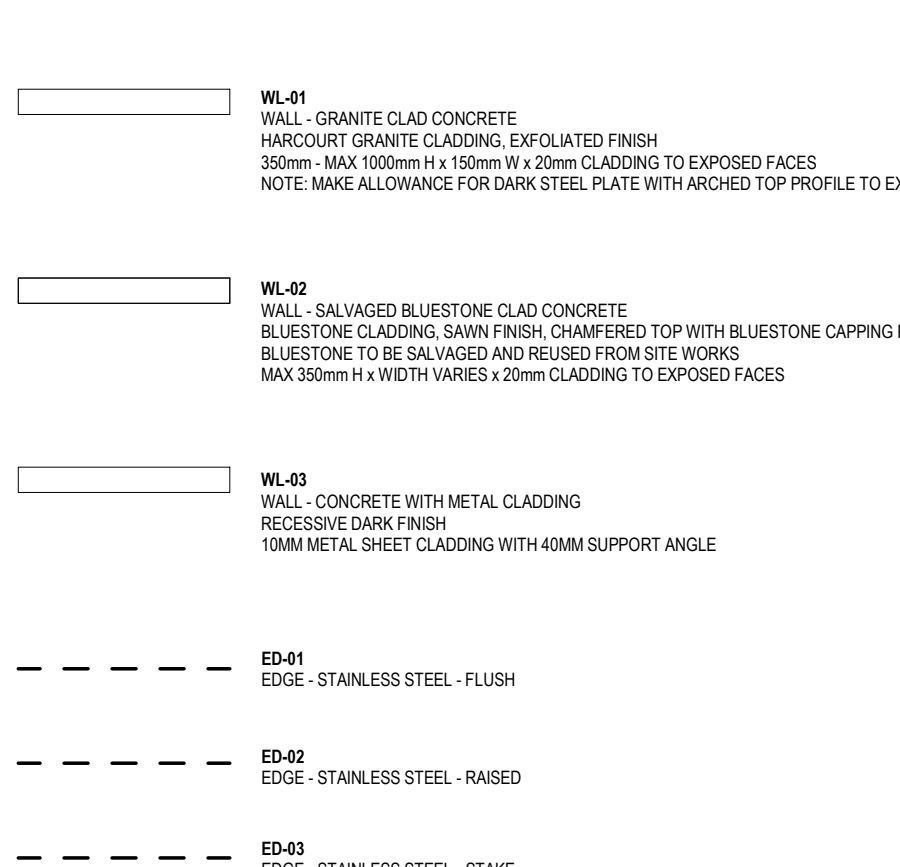 WL-01
WALL - GRANITE CLAD CONCRETE
HARCOURT GRANITE CLADDING, EXFOLIATED FINISH
350mm - MAX 1000mm H x 150mm W x 20mm CLADDING TO EXPOSED FACES
NOTE: MAKE ALLOWANCE FOR DARK STEEL PLATE WITH ARCHED TOP PROFILE TO
WL-02
WALL - SALVAGED BLUESTONE CLAD CONCRETE
BLUESTONE CLADDING, SAWN FINISH, CHAMFERED TOP WITH BLUESTONE CAPPING
BLUESTONE TO BE SALVAGED AND REUSED FROM SITE WORKS
MAX 350mm H x WIDTH VARIES x 20mm CLADDING TO EXPOSED FACES
WL-03
WALL - CONCRETE WITH METAL CLADDING
RECESSIVE DARK FINISH
10MM METAL SHEET CLADDING WITH 40MM SUPPORT ANGLE
ED-01
EDGE - STAINLESS STEEL - FLUSH
ED-02
EDGE - STAINLESS STEEL - RAISED
ED-03
EDGE - STAINLESS STEEL - STAKE